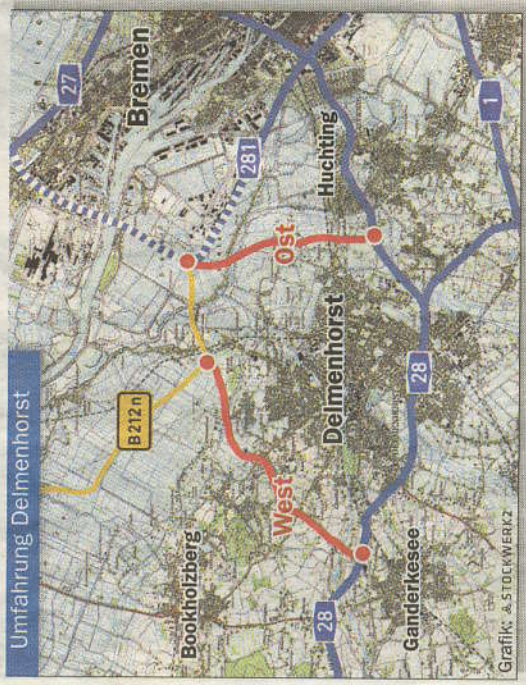 Umfahrung Delmenhorst
27
Bremen
B212n
281
Huchting
1
Ost
West
Delmenhorst
Bookholzberg
28
28
Ganderkesee
Grafik: &STOCKWERK2